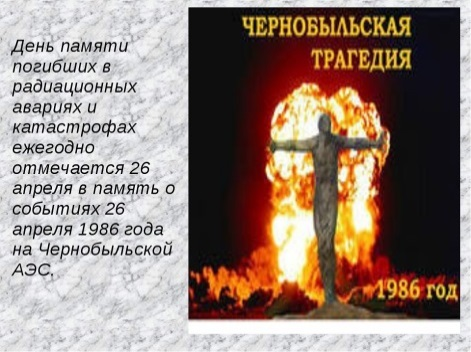 День памяти
погибших в
радиационных
авариях и
катастрофах
ежегодно
отмечается 26
апреля в память о
событиях 26
апреля 1986 года
на Чернобыльской
АЭС.
ЧЕРНОБЫЛЬСКАЯ
ТРАГЕДИЯ
1986 год